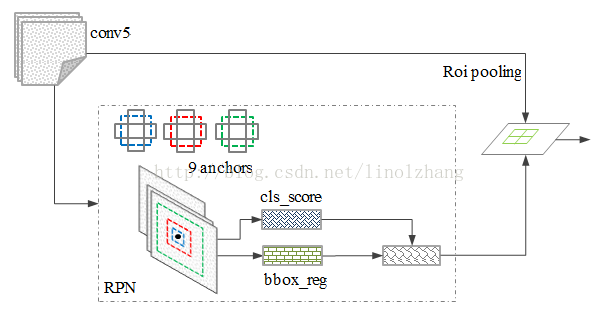 conv5
Roi pooling
9 anchors
http://blog.csdn.net/linolzhang
cls_score
bbox_reg
RPN